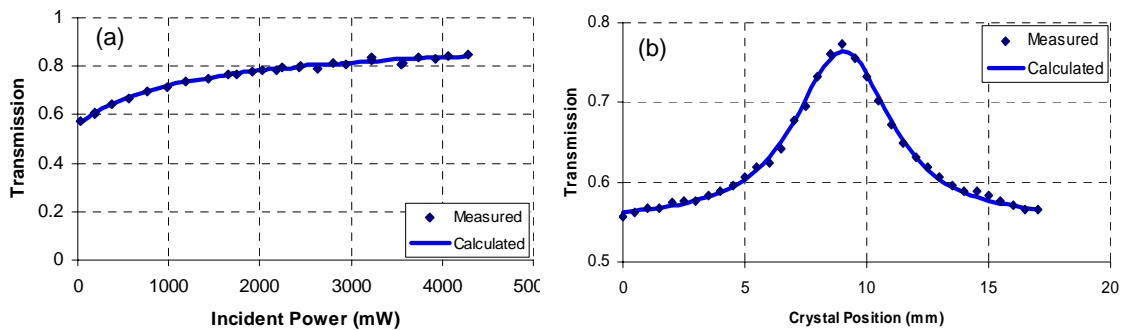 (a)
Transmission
1
0.8
0.6
0.4
0.2
0
0
1000
2000
3000
4000
500
Measured
Calculated
Incident Power (mW)
(b)
Transmission
0.8
0.7
0.6
0.5
0
5
10
15
20
Measured
Calculated
Crystal Position (mm)